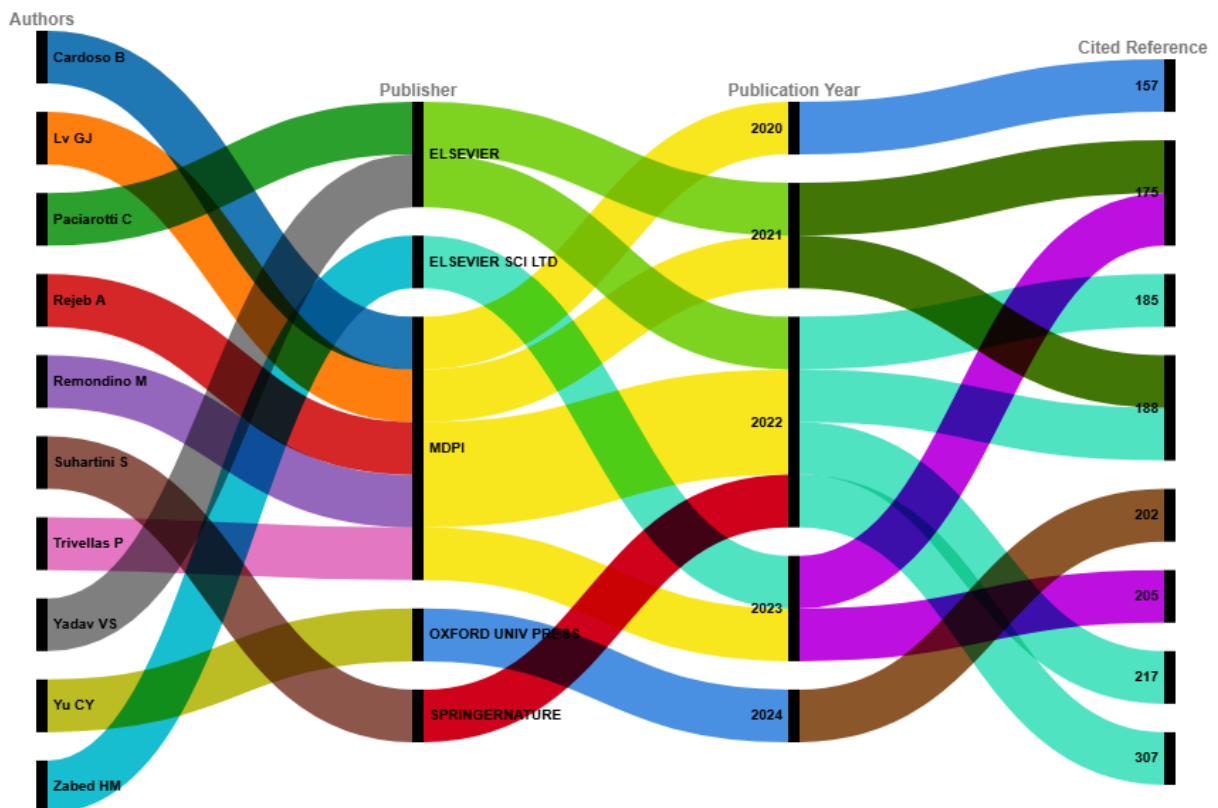 Authors
Cardoso B
Lv GJ
Paciarotti C
Rejeb A
Remondino M
Suhartini S
Trivellas P
Yadav VS
Yu CY
Zabed HM
Publisher
ELSEVIER
ELSEVIER SCI LTD
MDPI
OXFORD UNIV PRESS
SPRINGERNATURE
Publication Year
2020
2021
2022
2023
2024
Cited Reference
157
175
185
188
202
205
217
307